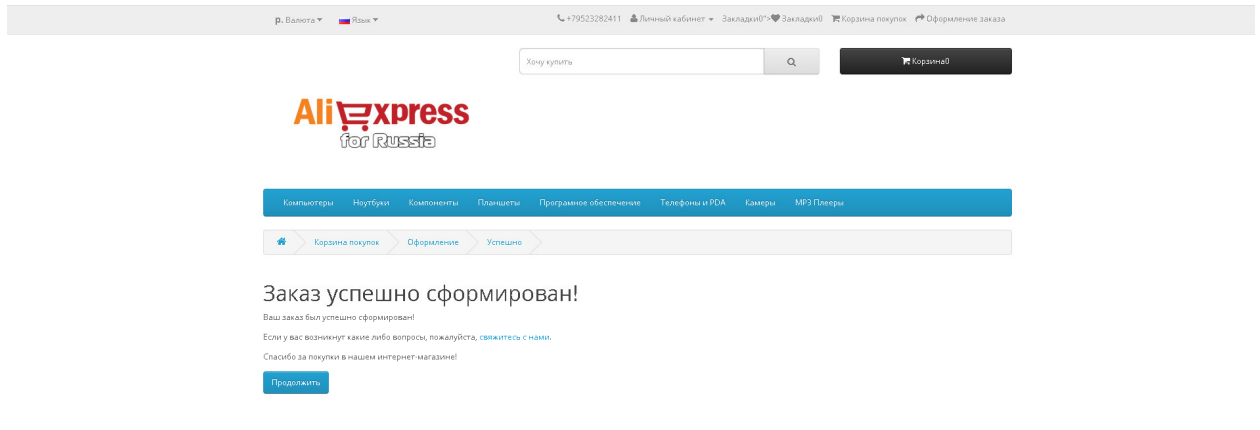 р. Валюта Язык +79523282411 Личный кабинет Закладки0">Закладки0 Корзина покупок Оформление заказа
Хочу купить Корзина0
Ali xpress
for Russia
Компьютеры Ноутбуки Компоненты Планшеты Програмное обеспечение Телефоны и PDA Камеры MP3 Плееры
Корзина покупок Оформление Успешно
Заказ успешно сформирован!
Ваш заказ был успешно сформирован!
Если у вас возникнут какие либо вопросы, пожалуйста, свяжитесь с нами.
Спасибо за покупки в нашем интернет-магазине!
Продолжить